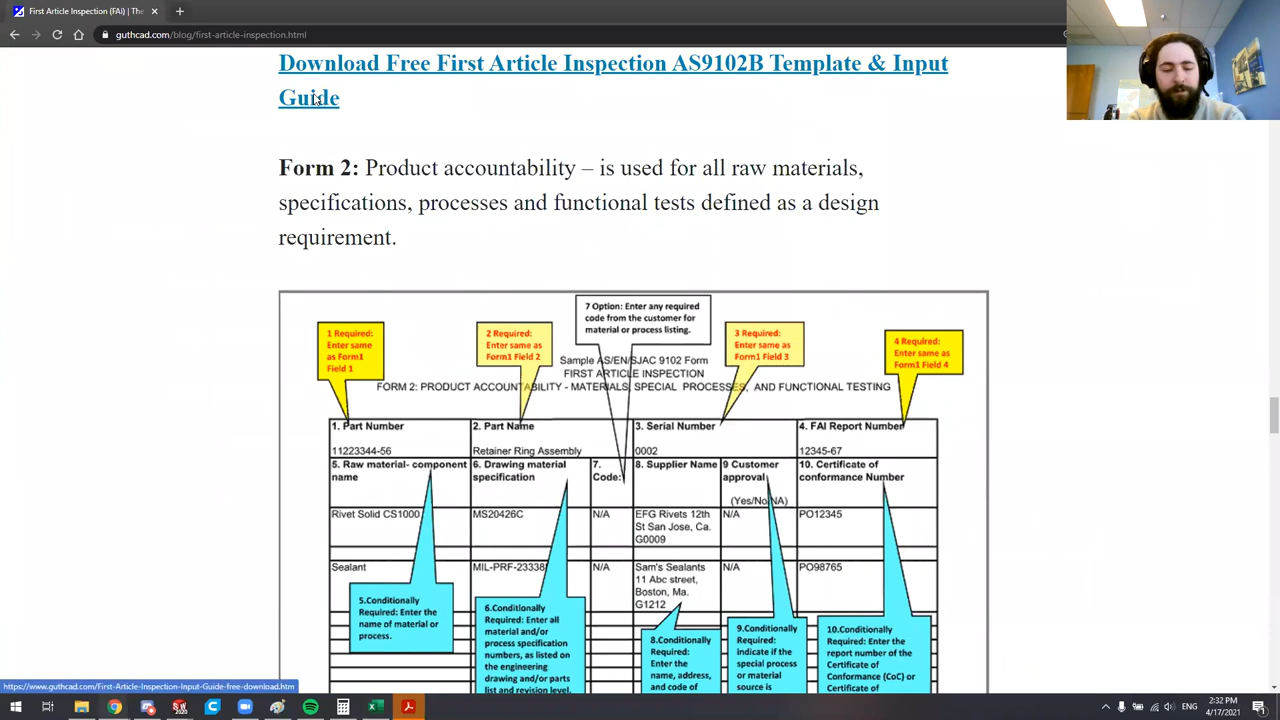 First Article Inspection (FAI) | The
guthcad.com/blog/first-article-inspection.html
Download Free First Article Inspection AS9102B Template & Input
Guide
Form 2: Product accountability – is used for all raw materials,
specifications, processes and functional tests defined as a design
requirement.
7 Option: Enter any required
code from the customer for
material or process listing.
1 Required:
Enter same
as Form1
Field 1
2 Required:
Enter same as
Form1 Field 2
3 Required:
Enter same as
Form1 Field 3
4 Required:
Enter same as
Form1 Field 4
Sample AS/EN/SJAC 9102 Form
FIRST ARTICLE INSPECTION
FORM 2: PRODUCT ACCOUNTABILITY - MATERIALS, SPECIAL PROCESSES, AND FUNCTIONAL TESTING
1. Part Number
2. Part Name
3. Serial Number
4. FAI Report Number
11223344-56
Retainer Ring Assembly
0002
12345-67
5. Raw material- component
name
6. Drawing material
specification
7.
Code:
8. Supplier Name
9 Customer
approval
(Yes/No/NA)
10. Certificate of
conformance Number
Rivet Solid CS1000
MS20426C
N/A
EFG Rivets 12th
St San Jose, Ca.
G0009
N/A
PO12345
Sealant
MIL-PRF-23338
N/A
Sam's Sealants
11 Abc street,
Boston, Ma.
G1212
N/A
PO98765
5.Conditionally
Required: Enter the
name of material or
process.
6.Conditionally
Required: Enter all
material and/or
process specification
numbers, as listed on
the engineering
drawing and/or parts
list and revision level.
8.Conditionally
Required:
Enter the
name, address,
and code of
9.Conditionally
Required:
indicate if the
special process
or material
source is
10.Conditionally
Required: Enter the
report number of the
Certificate of
Conformance (CoC) or
Certificate of
https://www.guthcad.com/First-Article-Inspection-Input-Guide-free-download.htm
ENG
2:32 PM
4/17/2021